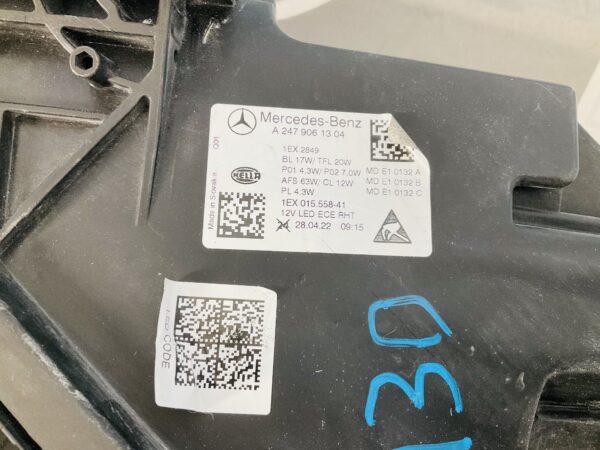 Mercedes-Benz
A 247 906 13 04
1EX 2849
BL 17W/ TFL 20W
P01 4,3W/ P02 7,0W MD E1 0132 A
AFS 63W/ CL 12W MD E1 0132 B
PL 4.3W MD E1 0132 C
1EX 015.558-41
12V LED ECE RHT
24 28.04.22 09:15
HELLA
Made in Slovakia
001
CODE
130